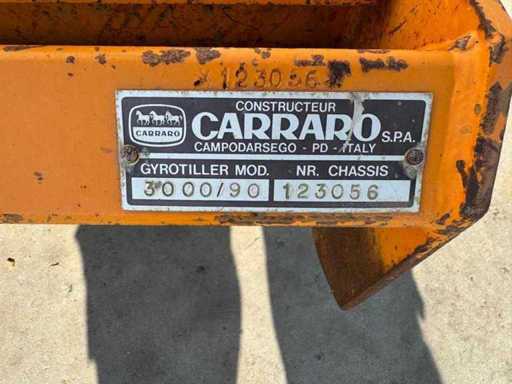 123056
CONSTRUCTEUR
CARRARO
CARRARO S.P.A.
CAMPODARSEGO - PD - ITALY
GYROTILLER MOD. NR. CHASSIS
3000/90 123056